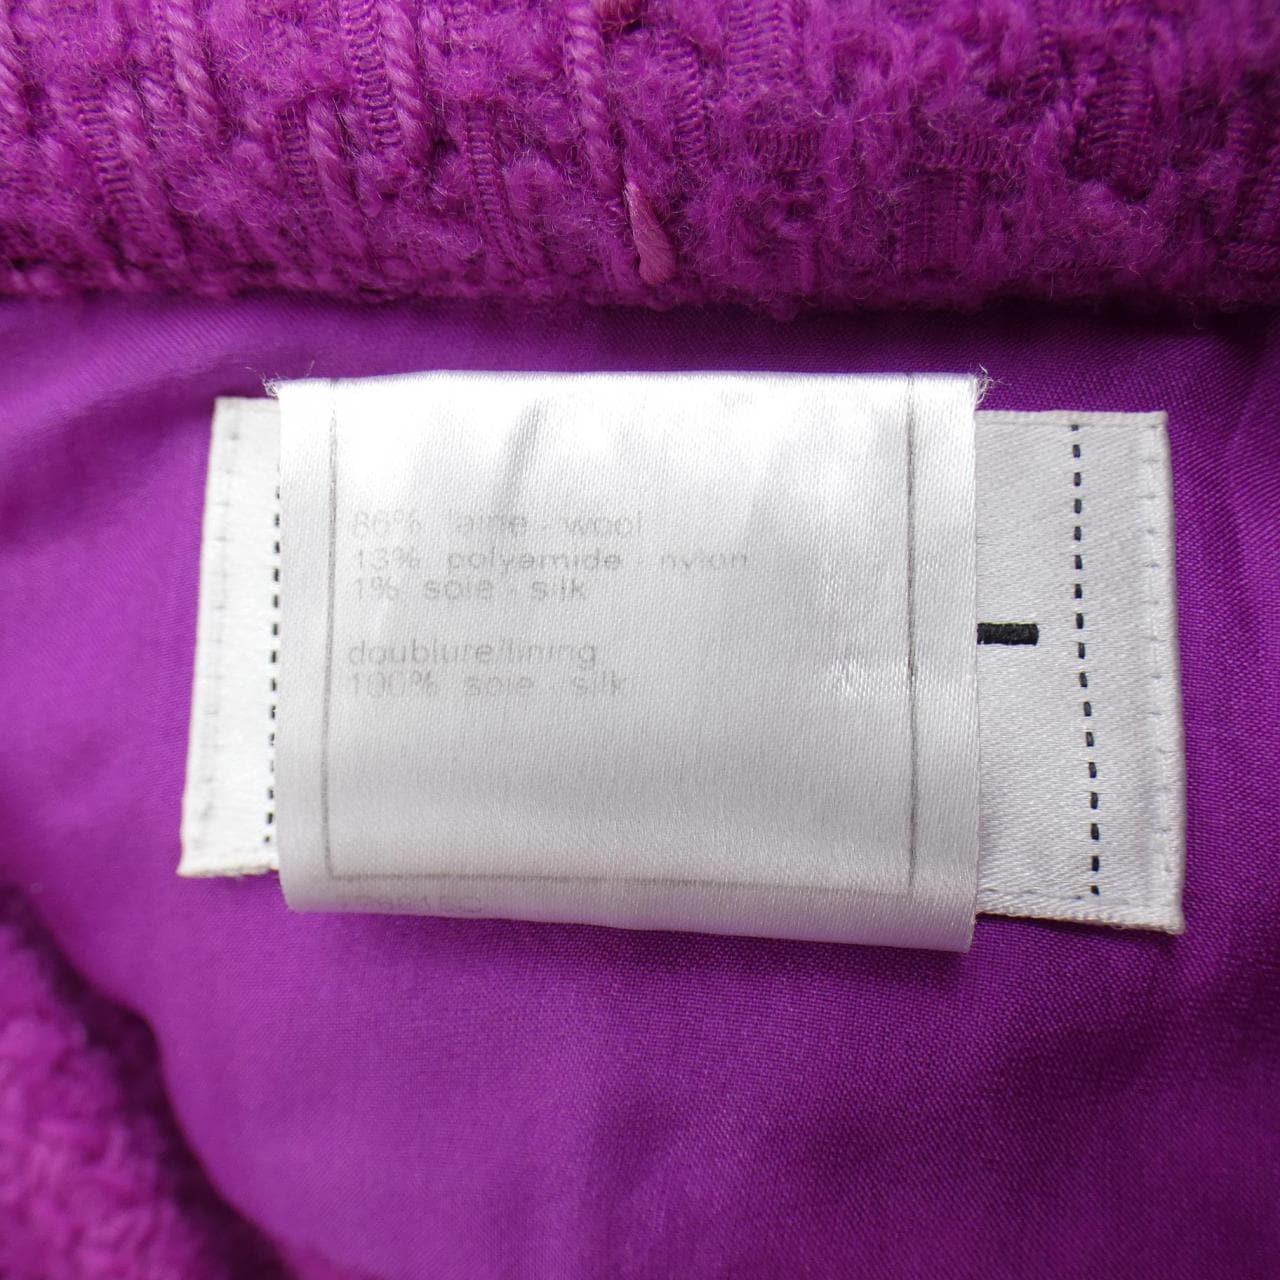 86% laine - wool
13% polyamide - nylon
1% soie - silk
doublure/lining
100% soie - silk